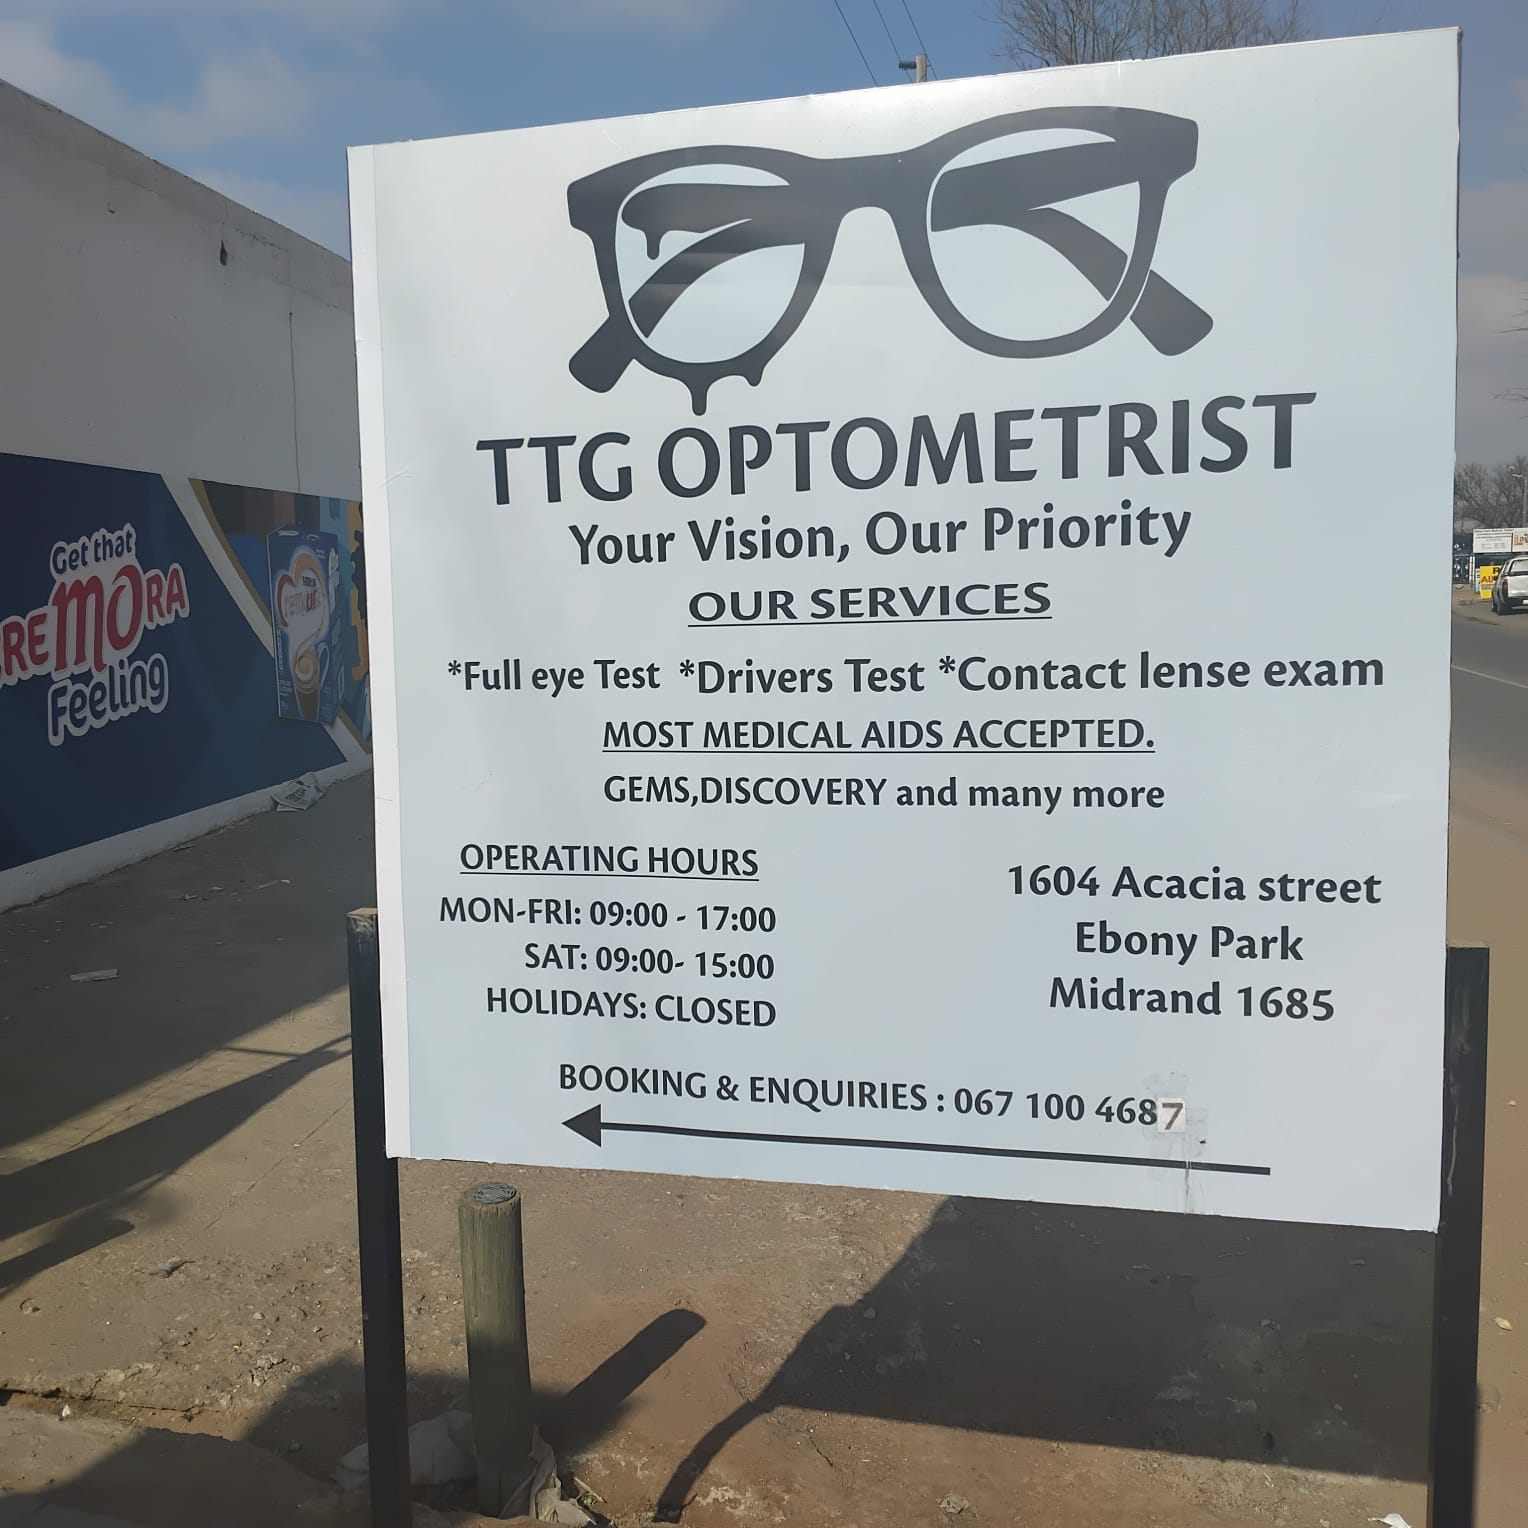 TTG OPTOMETRIST
Your Vision, Our Priority
OUR SERVICES
*Full eye Test *Drivers Test *Contact lense exam
MOST MEDICAL AIDS ACCEPTED.
GEMS,DISCOVERY and many more
OPERATING HOURS
MON-FRI: 09:00 - 17:00
SAT: 09:00- 15:00
HOLIDAYS: CLOSED
1604 Acacia street
Ebony Park
Midrand 1685
BOOKING & ENQUIRIES : 067 100 4687
Get that
REMORA
Feeling